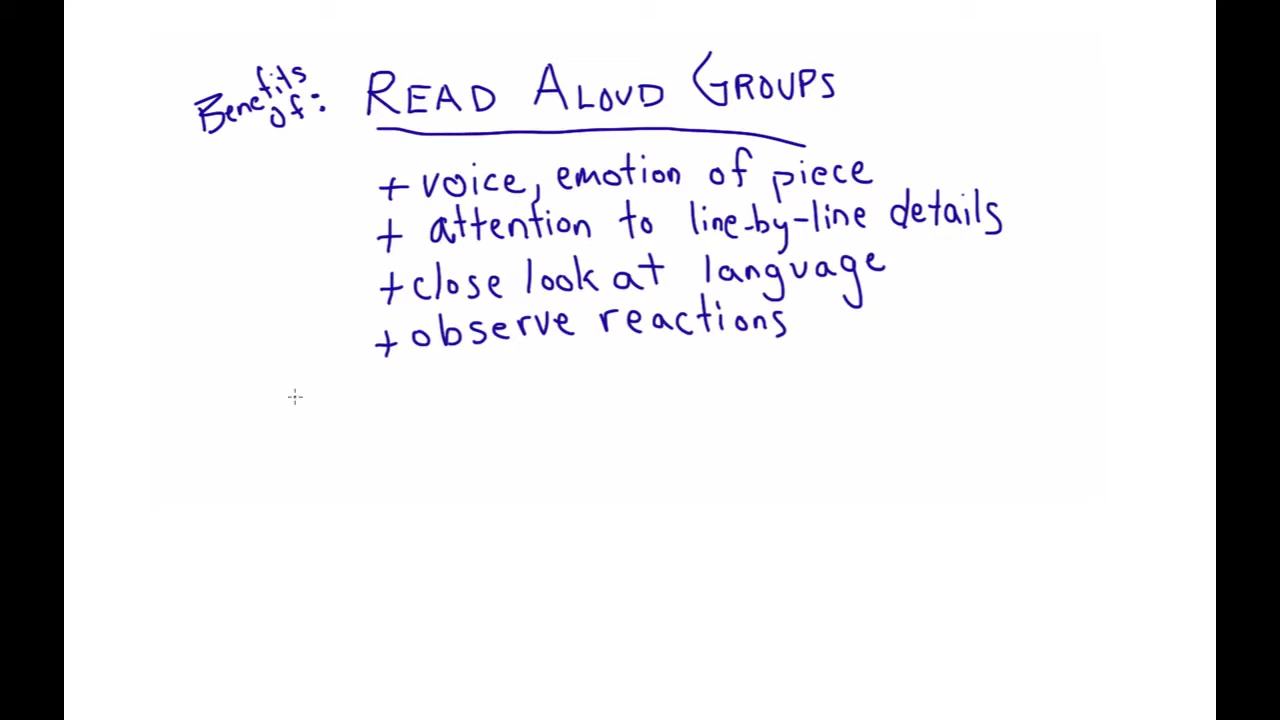 Benefits of: READ ALOUD GROUPS
+ voice, emotion of piece
+ attention to line-by-line details
+ close look at language
+ observe reactions